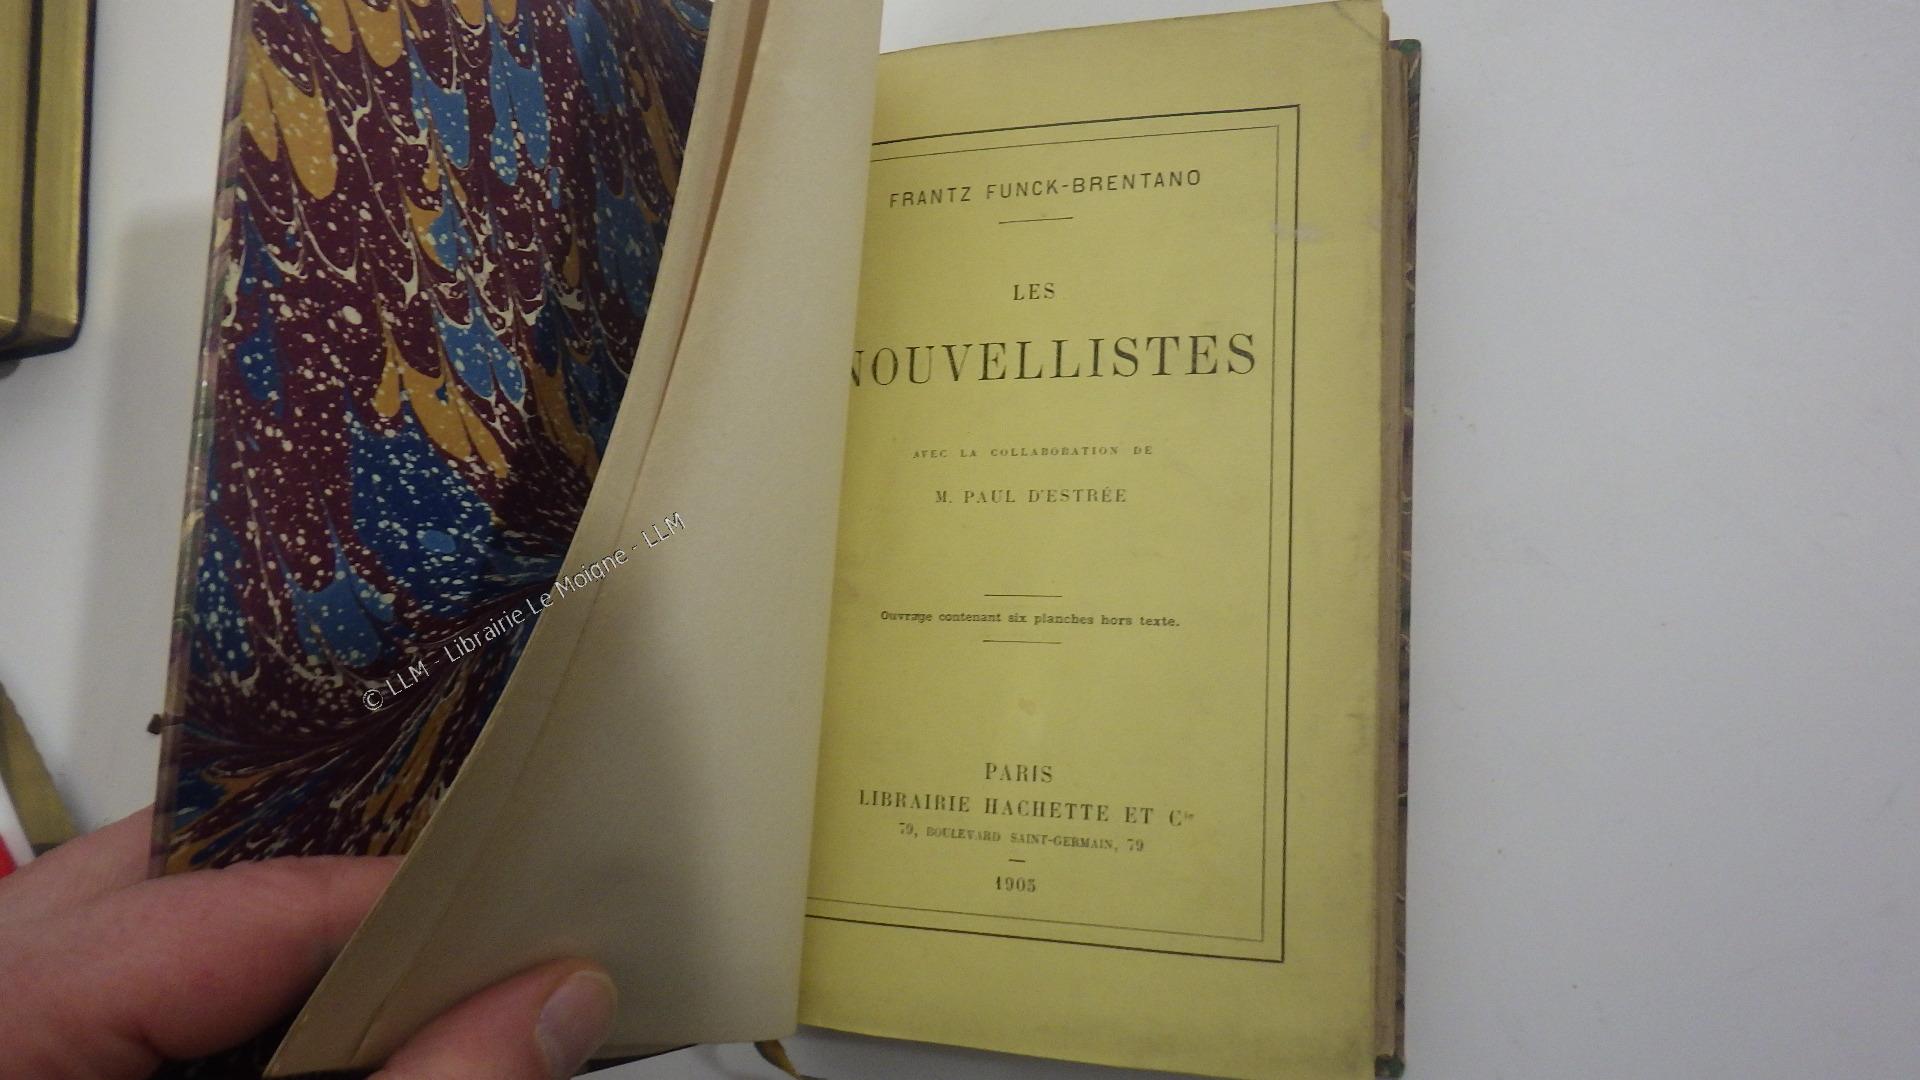 FRANTZ FUNCK-BRENTANO
LES
NOUVELLISTES
AVEC LA COLLABORATION DE
M. PAUL D'ESTRÉE
Ouvrage contenant six planches hors texte.
PARIS
LIBRAIRIE HACHETTE ET Cie
79, BOULEVARD SAINT-GERMAIN, 79
1905
© LLM - Librairie Le Moigne - LLM